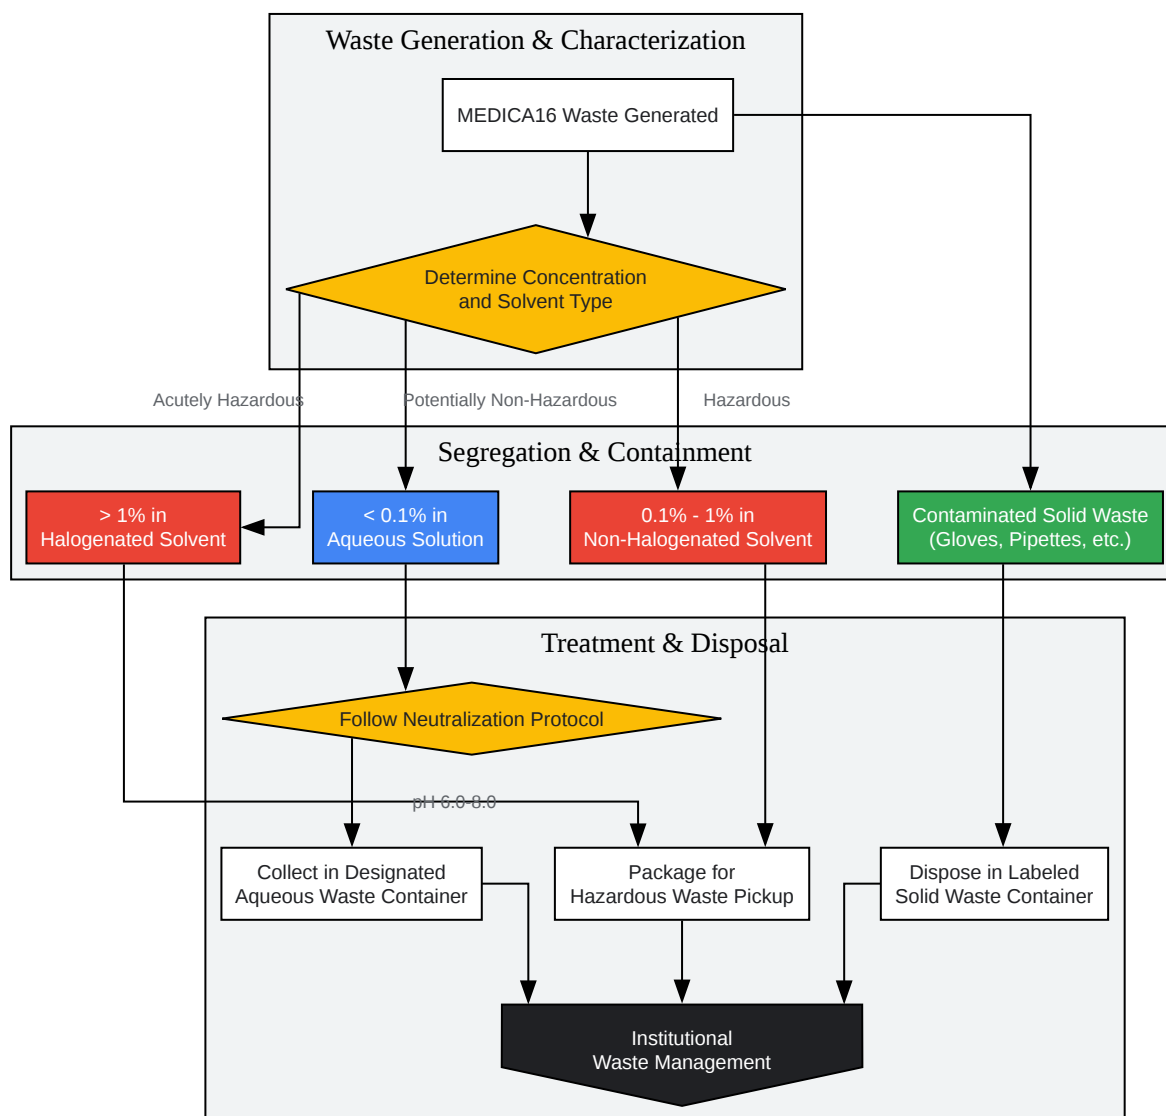 Waste Generation & Characterization
MEDICA16 Waste Generated
Determine Concentration
and Solvent Type
Acutely Hazardous
Potentially Non-Hazardous
Hazardous
Segregation & Containment
> 1% in
Halogenated Solvent
< 0.1% in
Aqueous Solution
0.1% - 1% in
Non-Halogenated Solvent
Contaminated Solid Waste
(Gloves, Pipettes, etc.)
Treatment & Disposal
Follow Neutralization Protocol
pH 6.0-8.0
Collect in Designated
Aqueous Waste Container
Package for
Hazardous Waste Pickup
Dispose in Labeled
Solid Waste Container
Institutional
Waste Management